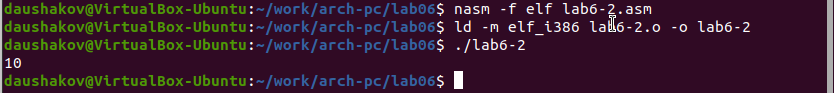 daushakov@VirtualBox-Ubuntu:~/work/arch-pc/lab06$ nasm -f elf lab6-2.asm
daushakov@VirtualBox-Ubuntu:~/work/arch-pc/lab06$ ld -m elf_i386 lab6-2.o -o lab6-2
daushakov@VirtualBox-Ubuntu:~/work/arch-pc/lab06$ ./lab6-2
10
daushakov@VirtualBox-Ubuntu:~/work/arch-pc/lab06$